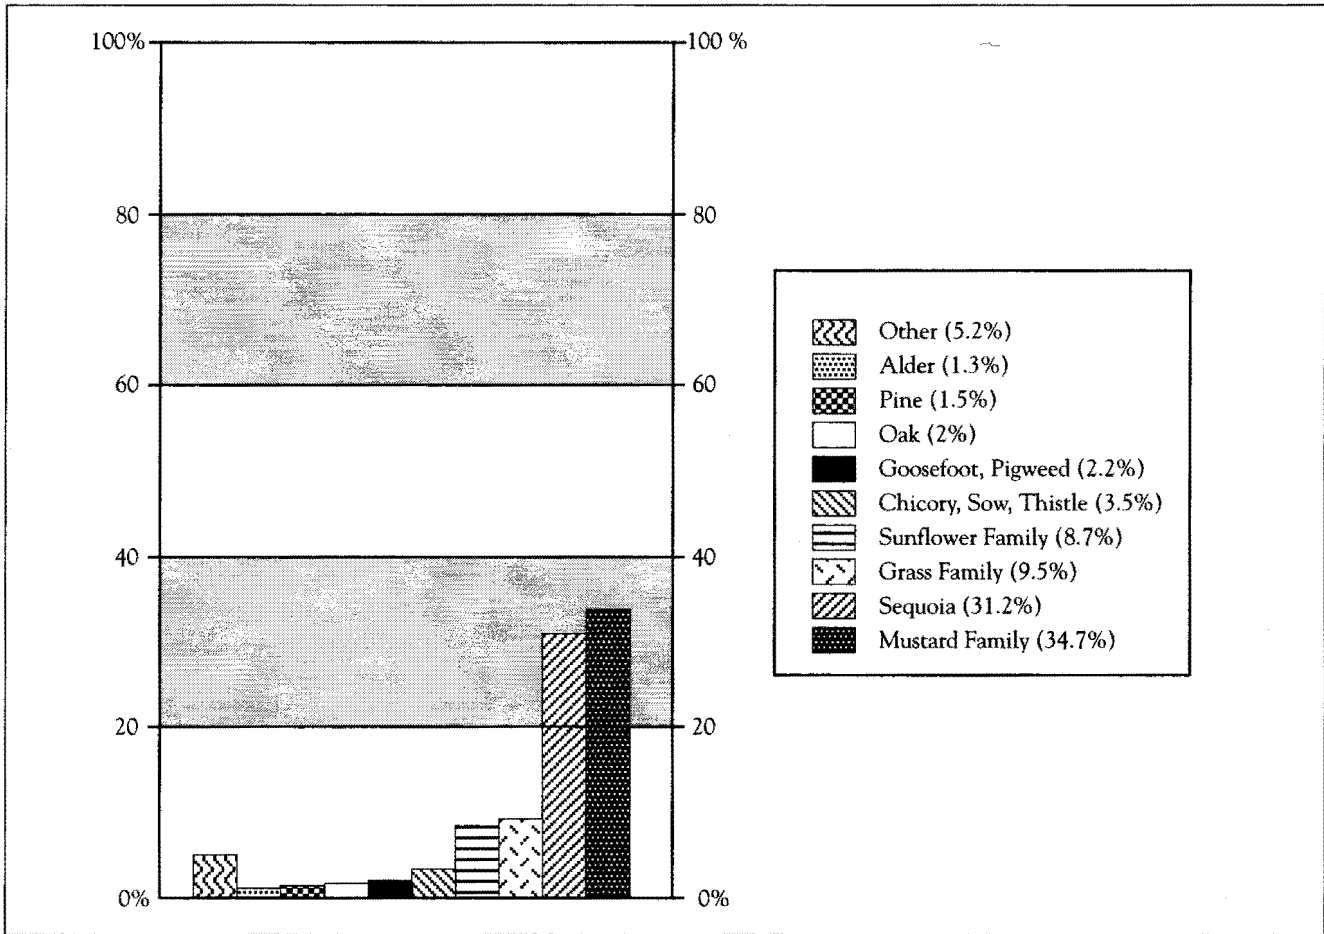 100% 100 %
80 80
60 60
40 40
20 20
0% 0%
Other (5.2%)
Alder (1.3%)
Pine (1.5%)
Oak (2%)
Goosefoot, Pigweed (2.2%)
Chicory, Sow, Thistle (3.5%)
Sunflower Family (8.7%)
Grass Family (9.5%)
Sequoia (31.2%)
Mustard Family (34.7%)